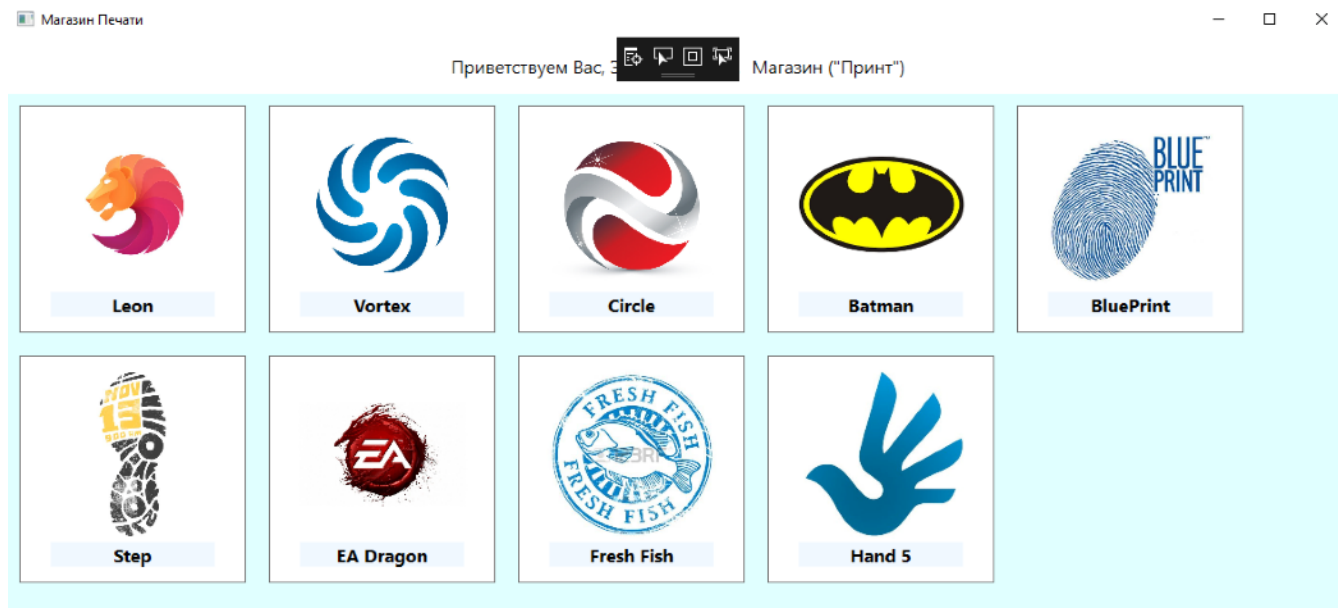 Магазин Печати
Приветствуем Вас,
Магазин ("Принт")
BLUE™
PRINT
Leon
Vortex
Circle
Batman
BluePrint
NOV
13
EA
FRESH FISH
FRESH FISH
Step
EA Dragon
Fresh Fish
Hand 5